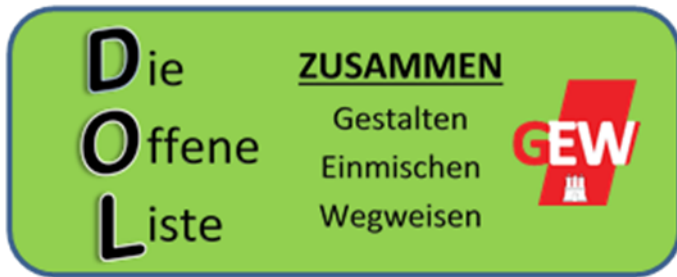 Die
Offene
Liste
ZUSAMMEN
Gestalten
Einmischen
Wegweisen
GEW